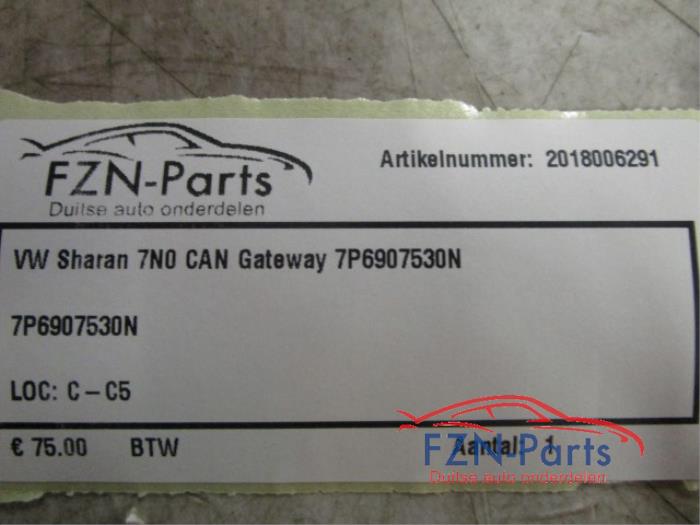 FZN-Parts
Duitse auto onderdelen
Artikelnummer: 2018006291
VW Sharan 7N0 CAN Gateway 7P6907530N
7P6907530N
LOC: C-C5
€ 75.00 BTW Aantal: 1
FZN-Parts
Duitse auto onderdelen